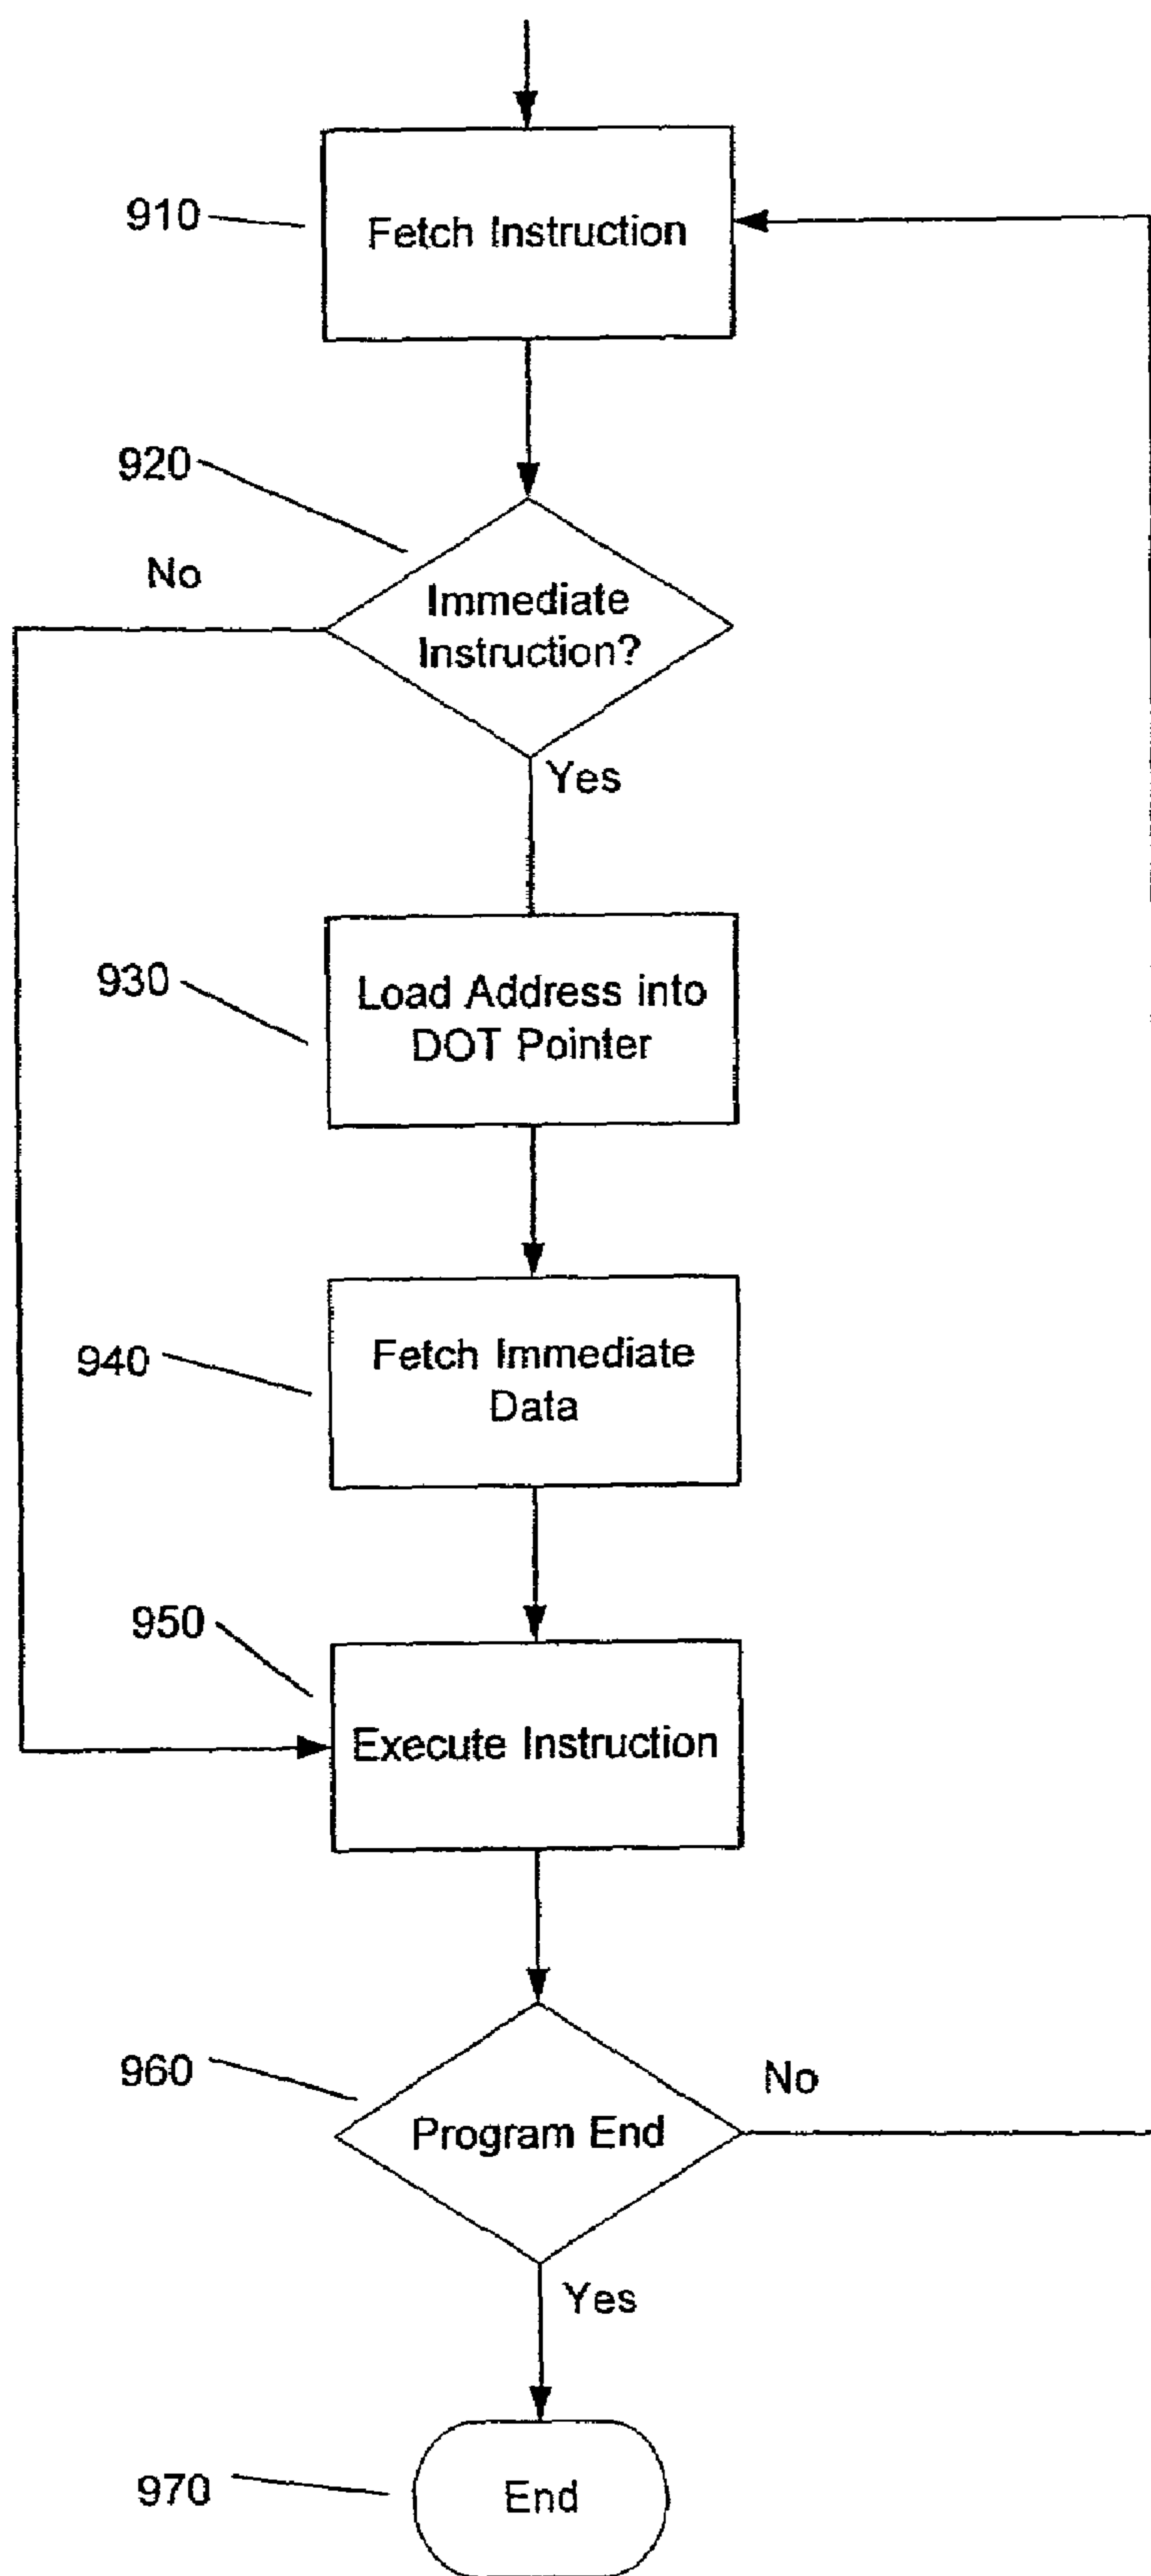 910
Fetch Instruction
920
No
Immediate
Instruction?
Yes
930
Load Address into
DOT Pointer
940
Fetch Immediate
Data
950
Execute Instruction
960
No
Program End
Yes
970
End